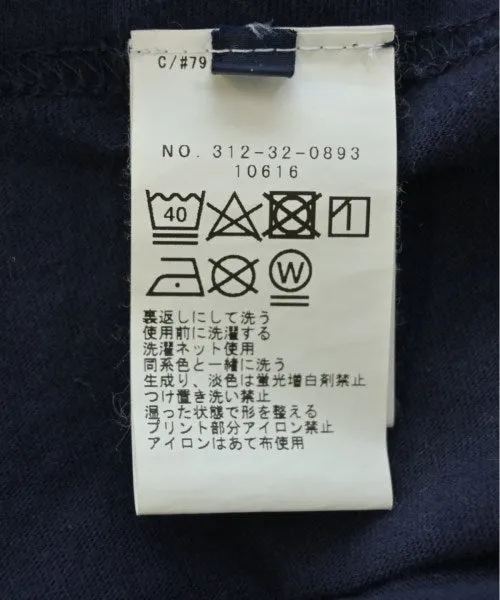 C/#79
NO. 312-32-0893
10616
40
W
裏返しにして洗う
使用前に洗濯する
洗濯ネット使用
同系色と一緒に洗う
生成り、淡色は蛍光増白剤禁止
つけ置き洗い禁止
湿った状態で形を整える
プリント部分アイロン禁止
アイロンはあて布使用